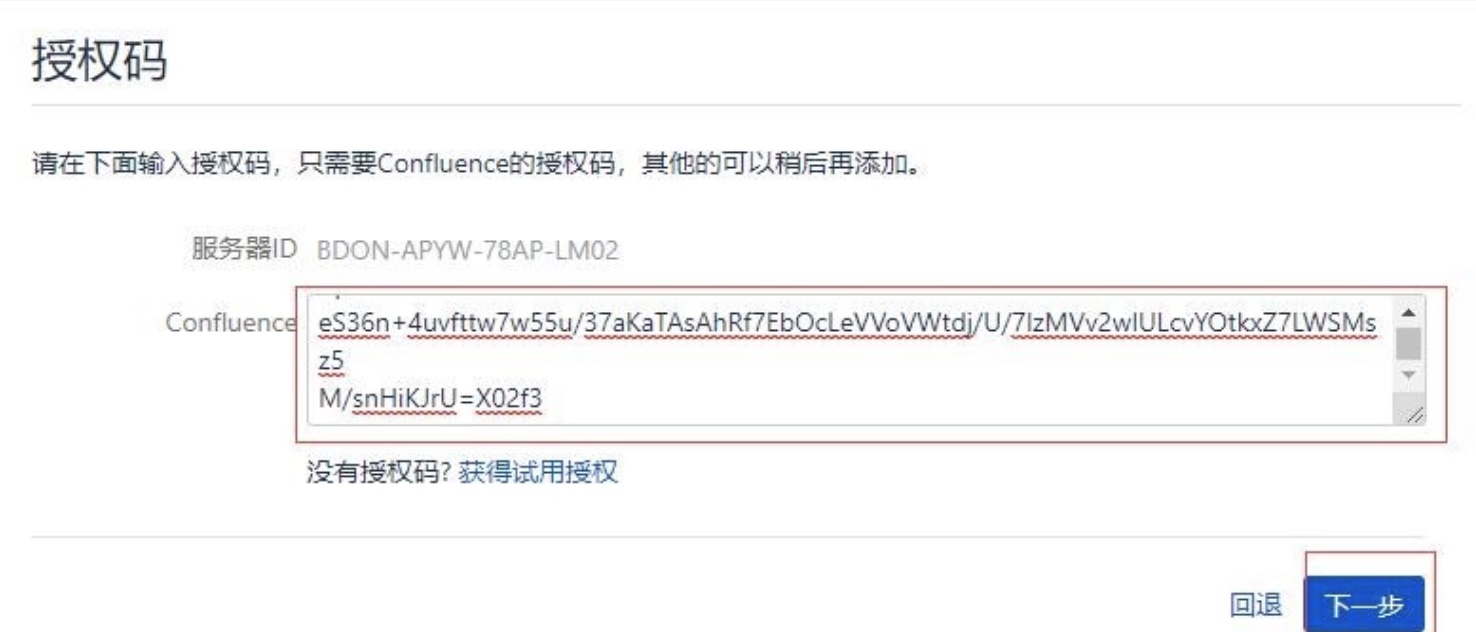 授权码
请在下面输入授权码，只需要Confluence的授权码，其他的可以稍后再添加。
服务器ID BDON-APYW-78AP-LM02
Confluence
eS36n+4uvfttw7w55u/37aKaTAsAhRf7EbOcLeVVoVWtdj/U/7IzMVv2wIULcvYOtkxZ7LWSMs
z5
M/snHiKJrU=X02f3
没有授权码? 获得试用授权
回退 下一步